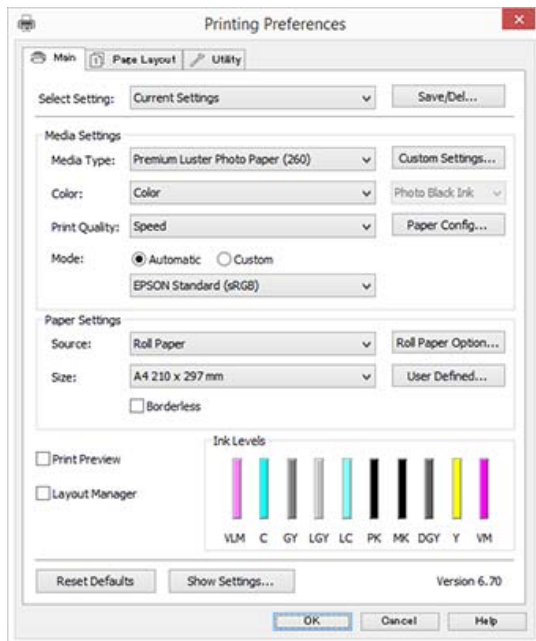 Printing Preferences
Main Page Layout Utility
Select Setting: Current Settings Save/Del...
Media Settings
Media Type: Premium Luster Photo Paper (260) Custom Settings...
Color: Color Photo Black Ink
Print Quality: Speed Paper Config...
Mode: Automatic Custom
EPSON Standard (sRGB)
Paper Settings
Source: Roll Paper Roll Paper Option...
Size: A4 210 x 297 mm User Defined...
Borderless
Ink Levels
Print Preview
Layout Manager
VLM C GY LGY LC PK MK DGY Y VM
Reset Defaults Show Settings... Version 6.70
OK Cancel Help